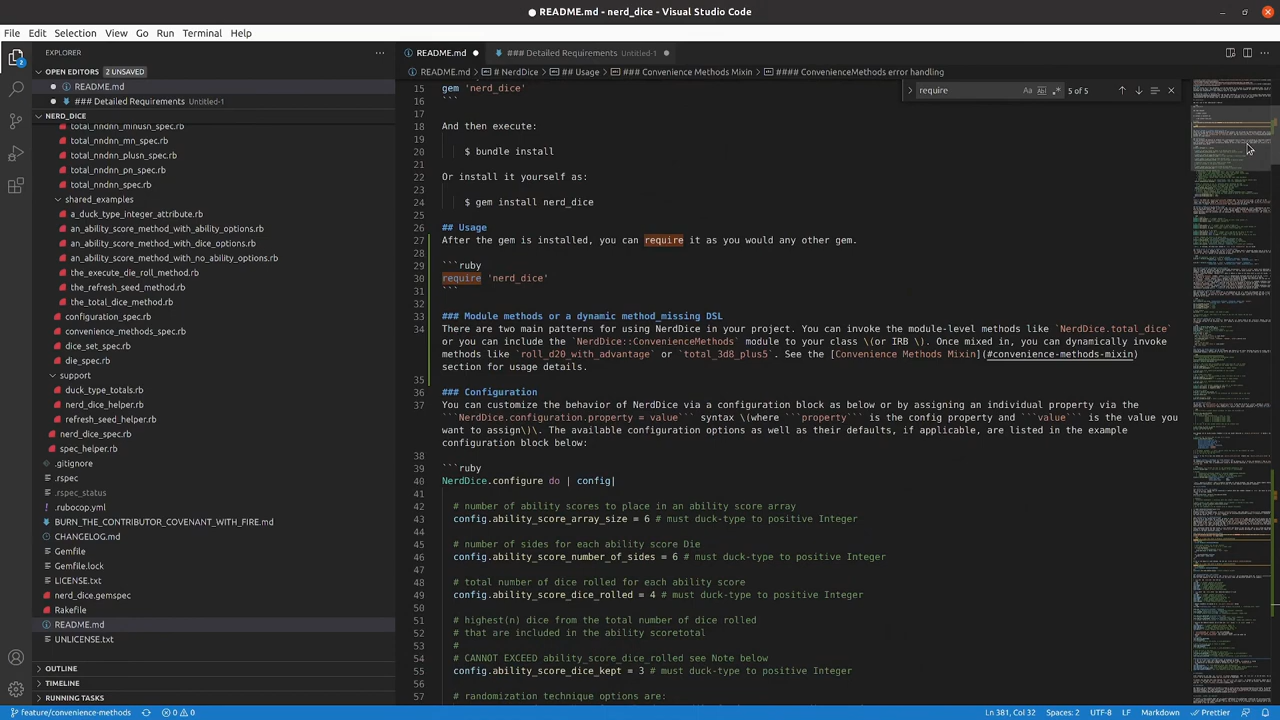 README.md - nerd_dice - Visual Studio Code
File Edit Selection View Go Run Terminal Help
EXPLORER
OPEN EDITORS 2 UNSAVED
README.md
### Detailed Requirements Untitled-1
NERD_DICE
total_nndnn_minusn_spec.rb
total_nndnn_mn_spec.rb
total_nndnn_plusn_spec.rb
total_nndnn_pn_spec.rb
total_nndnn_spec.rb
shared_examples
a_duck_type_integer_attribute.rb
an_ability_score_method_with_ability_options.rb
an_ability_score_method_with_dice_options.rb
an_ability_score_method_with_no_ability_options.rb
the_execute_die_roll_method.rb
the_refresh_seed_method.rb
the_total_dice_method.rb
configuration_spec.rb
convenience_methods_spec.rb
dice_set_spec.rb
die_spec.rb
support
duck_type_totals.rb
nerd_dice_helper.rb
refresh_seed_helper.rb
nerd_dice_spec.rb
spec_helper.rb
.gitignore
.rspec
.rspec_status
.rubocop.yml
BURN_THE_CONTRIBUTOR_COVENANT_WITH_FIRE.md
CHANGELOG.md
Gemfile
Gemfile.lock
LICENSE.txt
nerd_dice.gemspec
Rakefile
README.md
UNLICENSE.txt
OUTLINE
TIMELINE
RUNNING TASKS
README.md ### Detailed Requirements Untitled-1
README.md > # NerdDice > ## Usage > ### Convenience Methods Mixin > #### ConvenienceMethods error handling
require Aa Ab .* 5 of 5
15 gem 'nerd_dice'
16 ```
17
18 And then execute:
19
20 $ bundle install
21
22 Or install it yourself as:
23
24 $ gem install nerd_dice
25
26 ## Usage
27 After the gem is installed, you can require it as you would any other gem.
28
29 ```ruby
30 require 'nerd_dice'
31 ```
32
33 ### Module methods or a dynamic method_missing DSL
34 There are two main patterns for using NerdDice in your project. You can invoke the module-level methods like `NerdDice.total_dice`
or you can include the `NerdDice::ConvenienceMethods` module to your class \(or IRB \). Once mixed in, you can dynamically invoke
methods like `roll_d20_with_advantage` or `total_3d8_plus5`. See the [Convenience Methods Mixin](#convenience-methods-mixin)
section for usage details.
35
36 ### Configuration
37 You can customize the behavior of NerdDice via a configuration block as below or by assigning an individual property via the
```NerdDice.configuration.property = value``` syntax \(where ```property``` is the config property and ```value``` is the value you
want to assign\). The available configuration options as well as their defaults, if applicable, are listed in the example
configuration block below:
38
39 ```ruby
40 NerdDice.configure do | config|
41
42 # number of ability scores to place in an ability score array
43 config.ability_score_array_size = 6 # must duck-type to positive Integer
44
45 # number of sides for each ability score Die
46 config.ability_score_number_of_sides = 6 # must duck-type to positive Integer
47
48 # total number of dice rolled for each ability score
49 config.ability_score_dice_rolled = 4 # must duck-type to positive Integer
50
51 # highest(n) dice from the total number of dice rolled
52 # that are included in the ability scoretotal
53 #
54 # CANNOT EXCEED ability_score_dice_rolled see Note below
55 config.ability_score_dice_kept = 3 # must duck-type to positive Integer
56
57 # randomization technique options are:
feature/convenience-methods 0 0 Ln 381, Col 32 Spaces: 2 UTF-8 LF Markdown Prettier